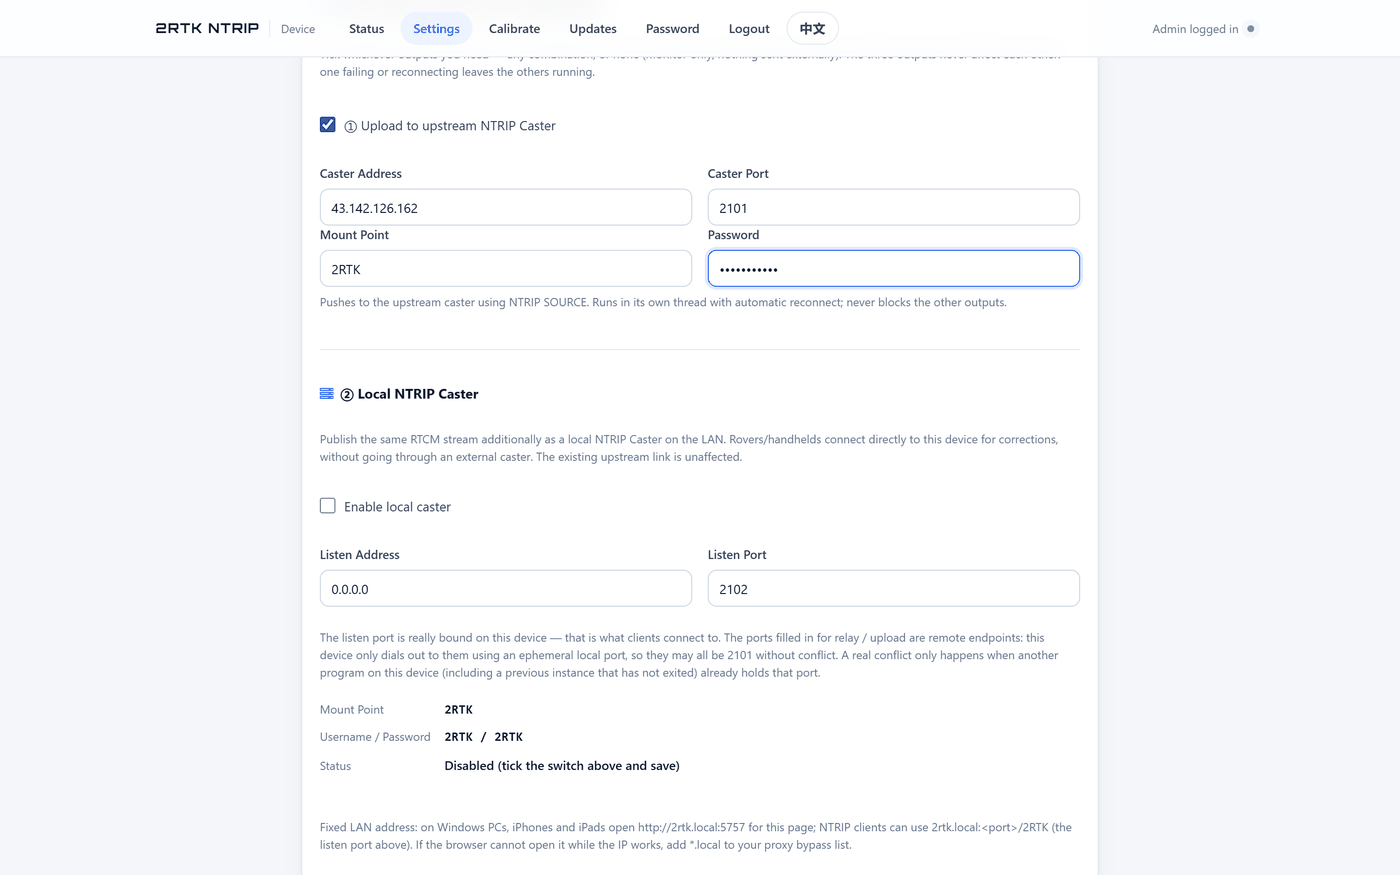 2RTK NTRIP
Device
Status
Settings
Calibrate
Updates
Password
Logout
中文
Admin logged in
one failing or reconnecting leaves the others running.
① Upload to upstream NTRIP Caster
Caster Address
Caster Port
43.142.126.162
2101
Mount Point
Password
2RTK
•••••••••••
Pushes to the upstream caster using NTRIP SOURCE. Runs in its own thread with automatic reconnect; never blocks the other outputs.
② Local NTRIP Caster
Publish the same RTCM stream additionally as a local NTRIP Caster on the LAN. Rovers/handhelds connect directly to this device for corrections,
without going through an external caster. The existing upstream link is unaffected.
Enable local caster
Listen Address
Listen Port
0.0.0.0
2102
The listen port is really bound on this device — that is what clients connect to. The ports filled in for relay / upload are remote endpoints: this
device only dials out to them using an ephemeral local port, so they may all be 2101 without conflict. A real conflict only happens when another
program on this device (including a previous instance that has not exited) already holds that port.
Mount Point
2RTK
Username / Password
2RTK / 2RTK
Status
Disabled (tick the switch above and save)
Fixed LAN address: on Windows PCs, iPhones and iPads open http://2rtk.local:5757 for this page; NTRIP clients can use 2rtk.local:<port>/2RTK (the
listen port above). If the browser cannot open it while the IP works, add *.local to your proxy bypass list.